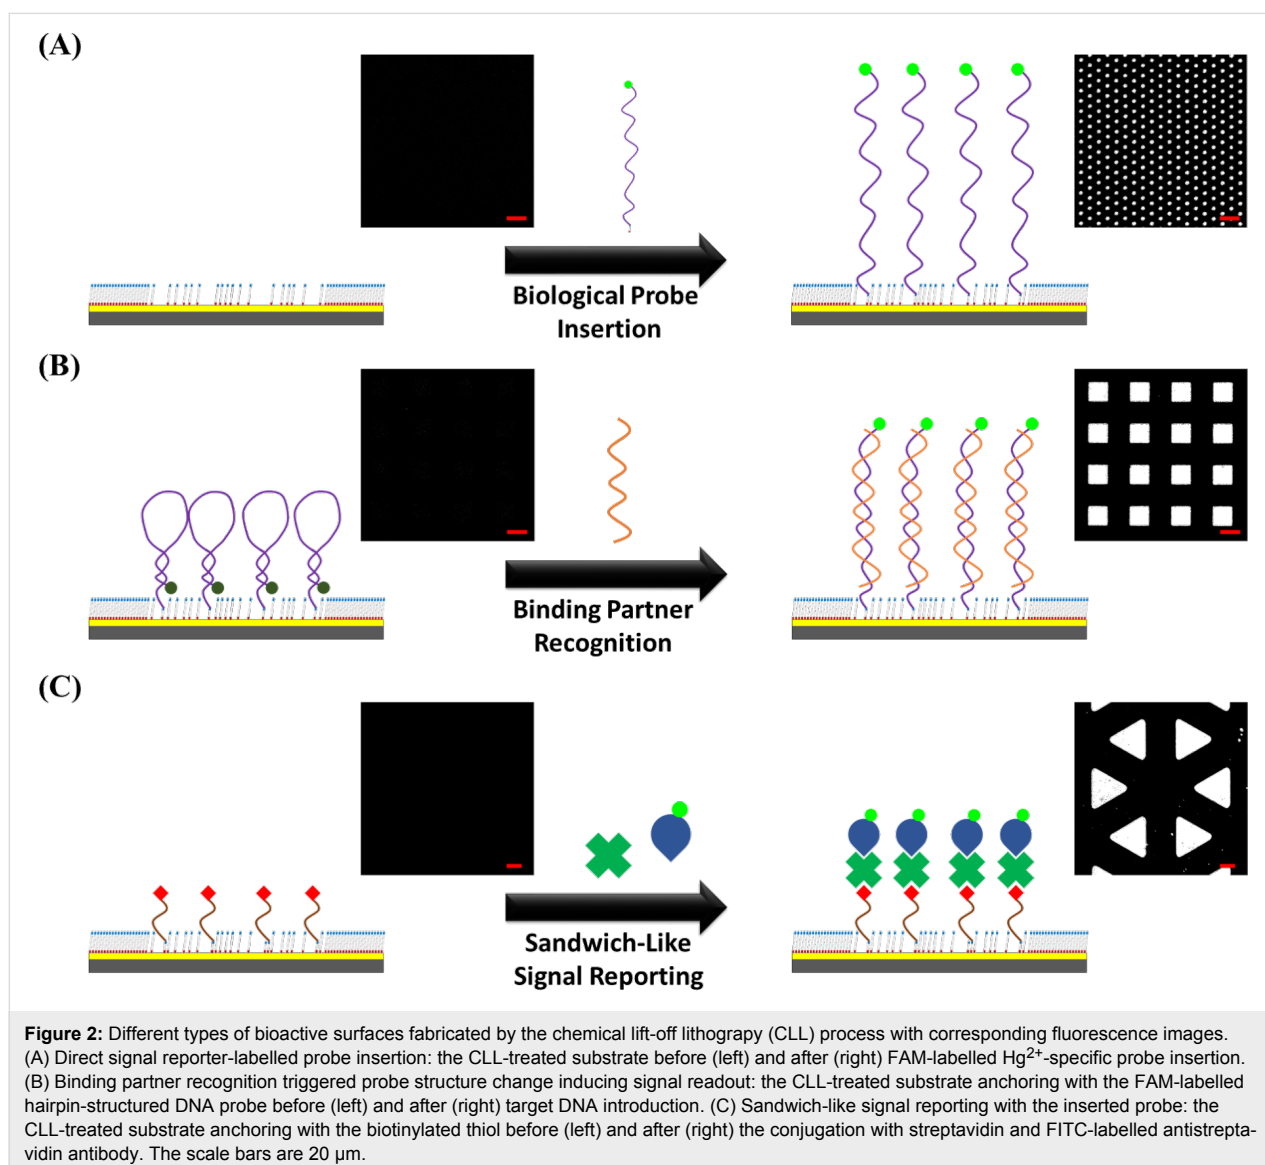 (A)
Biological Probe
Insertion
(B)
Binding Partner
Recognition
(C)
Sandwich-Like
Signal Reporting
Figure 2: Different types of bioactive surfaces fabricated by the chemical lift-off lithograpy (CLL) process with corresponding fluorescence images.
(A) Direct signal reporter-labelled probe insertion: the CLL-treated substrate before (left) and after (right) FAM-labelled Hg²⁺-specific probe insertion.
(B) Binding partner recognition triggered probe structure change inducing signal readout: the CLL-treated substrate anchoring with the FAM-labelled
hairpin-structured DNA probe before (left) and after (right) target DNA introduction. (C) Sandwich-like signal reporting with the inserted probe: the
CLL-treated substrate anchoring with the biotinylated thiol before (left) and after (right) the conjugation with streptavidin and FITC-labelled antistrepta-
vidin antibody. The scale bars are 20 µm.